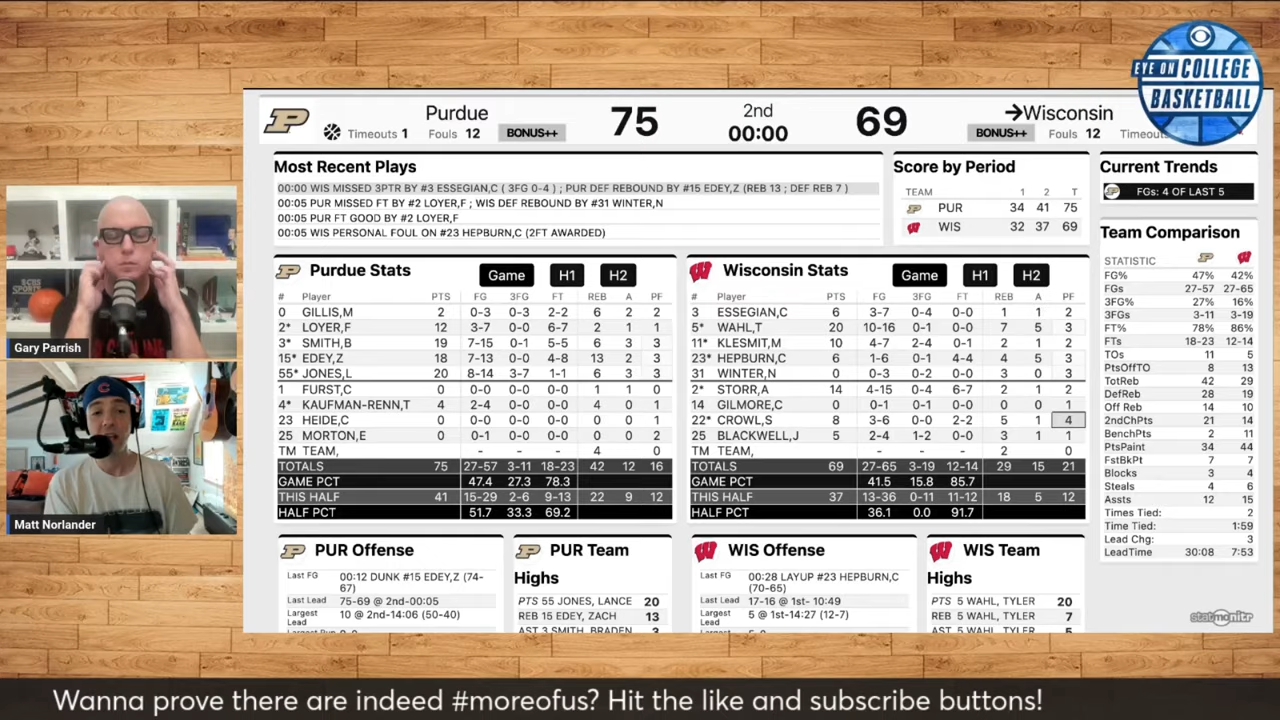 EYE ON COLLEGE
BASKETBALL
Purdue 75 2nd 69 →Wisconsin
Timeouts 1 Fouls 12 BONUS++ 00:00 BONUS++ Fouls 12 Timeouts
Most Recent Plays
00:00 WIS MISSED 3PTR BY #3 ESSEGIAN,C ( 3FG 0-4 ) ; PUR DEF REBOUND BY #15 EDEY,Z (REB 13 ; DEF REB 7 )
00:05 PUR MISSED FT BY #2 LOYER,F ; WIS DEF REBOUND BY #31 WINTER,N
00:05 PUR FT GOOD BY #2 LOYER,F
00:05 WIS PERSONAL FOUL ON #23 HEPBURN,C (2FT AWARDED)
Score by Period
TEAM 1 2 T
PUR 34 41 75
WIS 32 37 69
Current Trends
FGs: 4 OF LAST 5
Purdue Stats Game H1 H2
# Player PTS FG 3FG FT REB A PF
0 GILLIS,M 2 0-3 0-3 2-2 6 2 2
2* LOYER,F 12 3-7 0-0 6-7 2 1 1
3* SMITH,B 19 7-15 0-1 5-5 6 3 3
15* EDEY,Z 18 7-13 0-0 4-8 13 2 3
55* JONES,L 20 8-14 3-7 1-1 6 3 3
1 FURST,C 0 0-0 0-0 0-0 1 1 0
4* KAUFMAN-RENN,T 4 2-4 0-0 0-0 4 0 1
23 HEIDE,C 0 0-0 0-0 0-0 0 0 1
25 MORTON,E 0 0-1 0-0 0-0 0 0 2
TM TEAM, - - - - 4 0
TOTALS 75 27-57 3-11 18-23 42 12 16
GAME PCT 47.4 27.3 78.3
THIS HALF 41 15-29 2-6 9-13 22 9 12
HALF PCT 51.7 33.3 69.2
Wisconsin Stats Game H1 H2
# Player PTS FG 3FG FT REB A PF
3 ESSEGIAN,C 6 3-7 0-4 0-0 1 1 2
5* WAHL,T 20 10-16 0-1 0-0 7 5 3
11* KLESMIT,M 10 4-7 2-4 0-1 2 1 2
23* HEPBURN,C 6 1-6 0-1 4-4 4 5 3
31 WINTER,N 0 0-3 0-2 0-0 3 0 3
2* STORR,A 14 4-15 0-4 6-7 2 1 2
14 GILMORE,C 0 0-1 0-1 0-0 0 0 1
22* CROWL,S 8 3-6 0-0 2-2 5 1 4
25 BLACKWELL,J 5 2-4 1-2 0-0 3 1 1
TM TEAM, - - - - 2 0
TOTALS 69 27-65 3-19 12-14 29 15 21
GAME PCT 41.5 15.8 85.7
THIS HALF 37 13-36 0-11 11-12 18 5 12
HALF PCT 36.1 0.0 91.7
Team Comparison
STATISTIC
FG% 47% 42%
FGs 27-57 27-65
3FG% 27% 16%
3FGs 3-11 3-19
FT% 78% 86%
FTs 18-23 12-14
TOs 11 5
PtsOffTO 8 13
TotReb 42 29
DefReb 28 19
Off Reb 14 10
2ndChPts 21 14
BenchPts 2 11
PtsPaint 34 44
FstBkPt 7 7
Blocks 3 4
Steals 4 6
Assts 12 15
Times Tied: 2
Time Tied: 1:59
Lead Chg: 3
LeadTime 30:08 7:53
PUR Offense
Last FG 00:12 DUNK #15 EDEY,Z (74-
67)
Last Lead 75-69 @ 2nd-00:05
Largest 10 @ 2nd-14:06 (50-40)
Lead
PUR Team
Highs
PTS 55 JONES, LANCE 20
REB 15 EDEY, ZACH 13
AST 3 SMITH, BRADEN 3
WIS Offense
Last FG 00:28 LAYUP #23 HEPBURN,C
(70-65)
Last Lead 17-16 @ 1st- 10:49
Largest 5 @ 1st-14:27 (12-7)
Lead
WIS Team
Highs
PTS 5 WAHL, TYLER 20
REB 5 WAHL, TYLER 7
AST 5 WAHL, TYLER 5
statmonitr
CBS
SPORTS
Gary Parrish
Matt Norlander
Wanna prove there are indeed #moreofus? Hit the like and subscribe buttons!